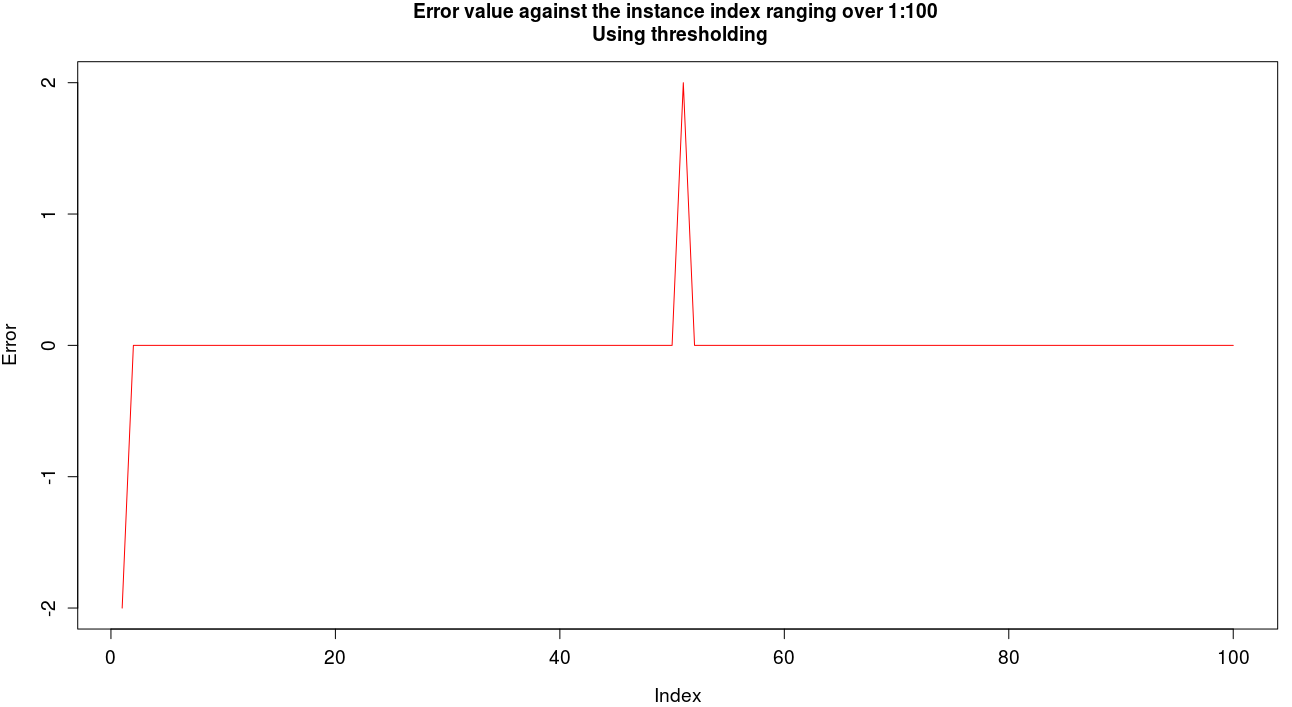 Error value against the instance index ranging over 1:100
Using thresholding
2
1
0
-1
-2
Error
0 20 40 60 80 100
Index